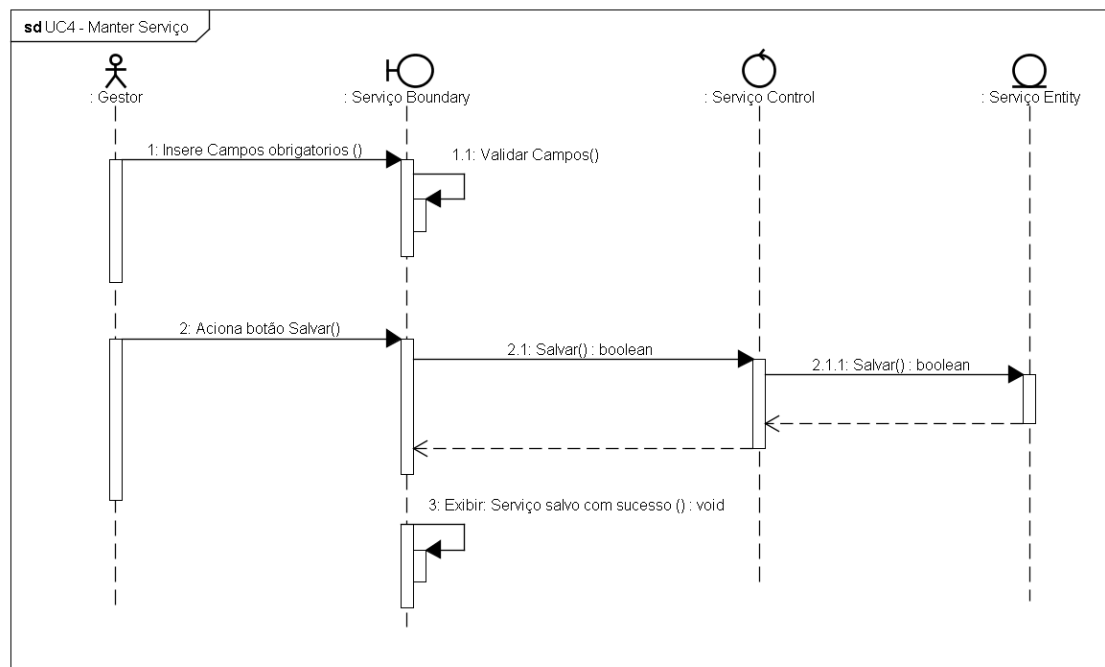 sd UC4 - Manter Serviço
: Gestor
: Serviço Boundary
: Serviço Control
: Serviço Entity
1: Insere Campos obrigatorios ()
1.1: Validar Campos()
2: Aciona botão Salvar()
2.1: Salvar() : boolean
2.1.1: Salvar() : boolean
3: Exibir: Serviço salvo com sucesso () : void